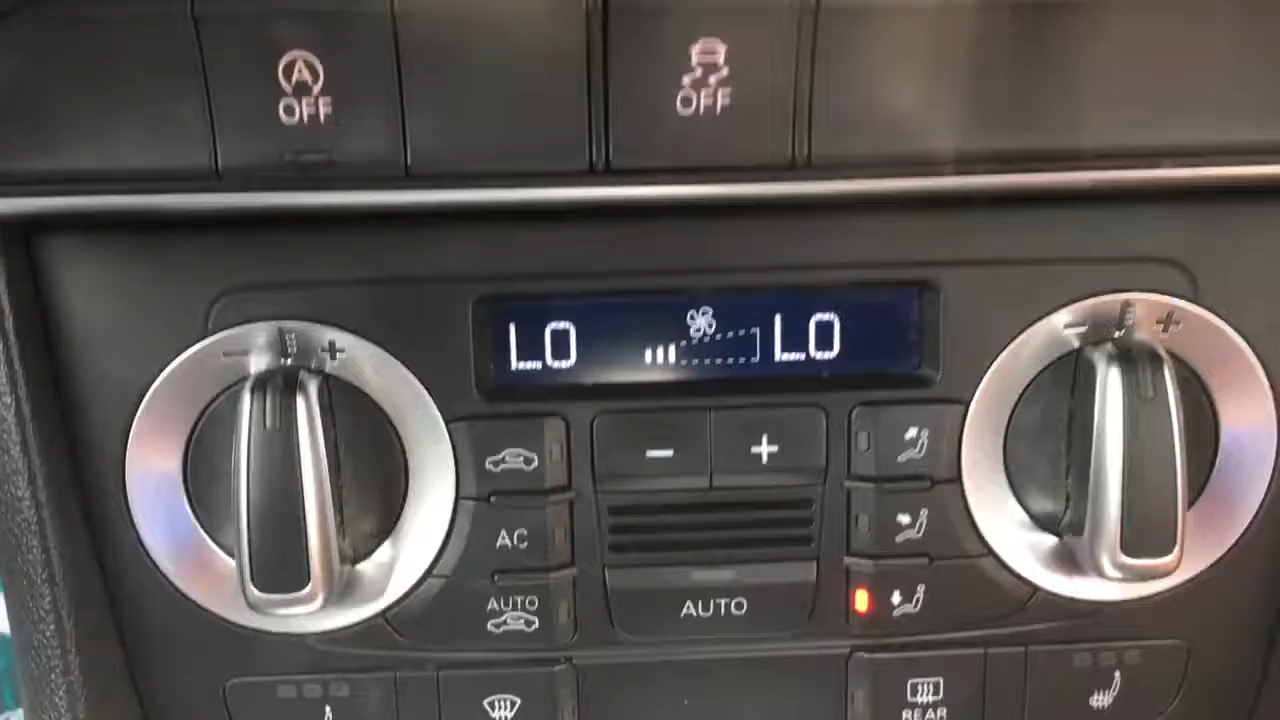 A
OFF
OFF
- +
LO LO
- +
- +
AC
AUTO
AUTO
REAR